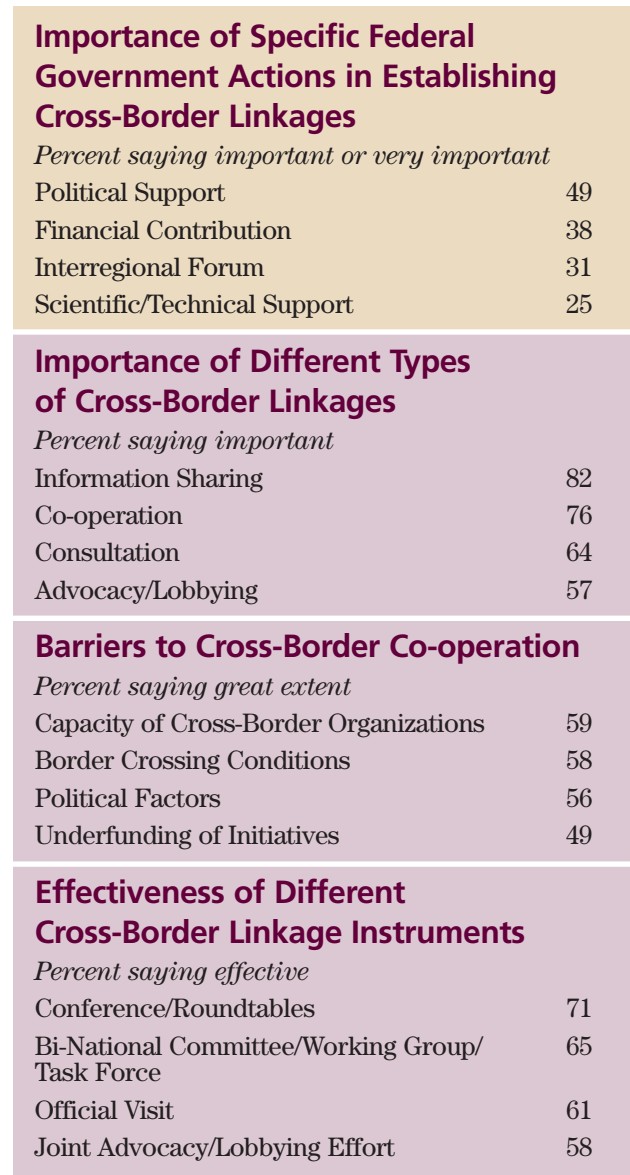 Importance of Specific Federal
Government Actions in Establishing
Cross-Border Linkages
Percent saying important or very important
Political Support 49
Financial Contribution 38
Interregional Forum 31
Scientific/Technical Support 25
Importance of Different Types
of Cross-Border Linkages
Percent saying important
Information Sharing 82
Co-operation 76
Consultation 64
Advocacy/Lobbying 57
Barriers to Cross-Border Co-operation
Percent saying great extent
Capacity of Cross-Border Organizations 59
Border Crossing Conditions 58
Political Factors 56
Underfunding of Initiatives 49
Effectiveness of Different
Cross-Border Linkage Instruments
Percent saying effective
Conference/Roundtables 71
Bi-National Committee/Working Group/ 65
Task Force
Official Visit 61
Joint Advocacy/Lobbying Effort 58